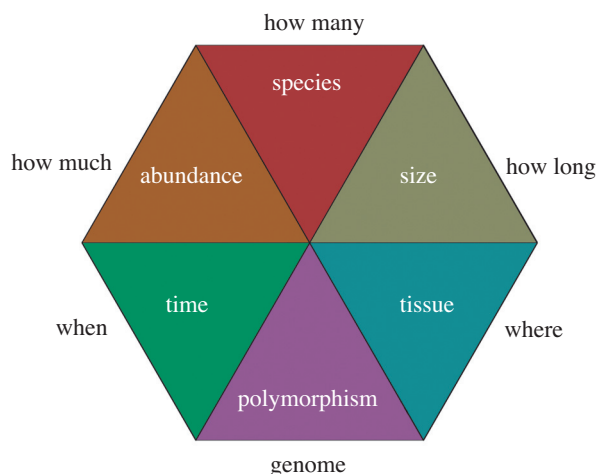 how many
species
how much
abundance
size
how long
when
time
tissue
where
polymorphism
genome